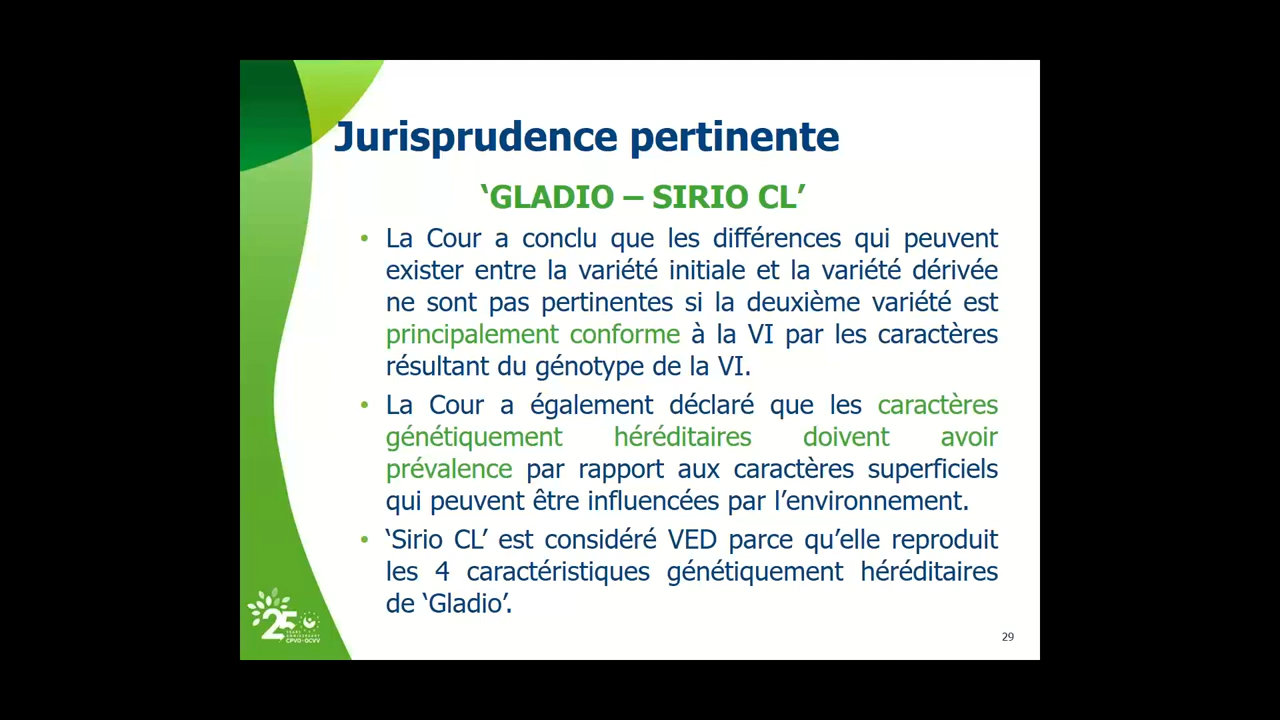 Jurisprudence pertinente
‘GLADIO – SIRIO CL’
• La Cour a conclu que les différences qui peuvent
exister entre la variété initiale et la variété dérivée
ne sont pas pertinentes si la deuxième variété est
principalement conforme à la VI par les caractères
résultant du génotype de la VI.
• La Cour a également déclaré que les caractères
génétiquement héréditaires doivent avoir
prévalence par rapport aux caractères superficiels
qui peuvent être influencées par l’environnement.
• ‘Sirio CL’ est considéré VED parce qu’elle reproduit
les 4 caractéristiques génétiquement héréditaires
de ‘Gladio’.
25
YEARS
ANNIVERSARY
CPVO-OCVV
29